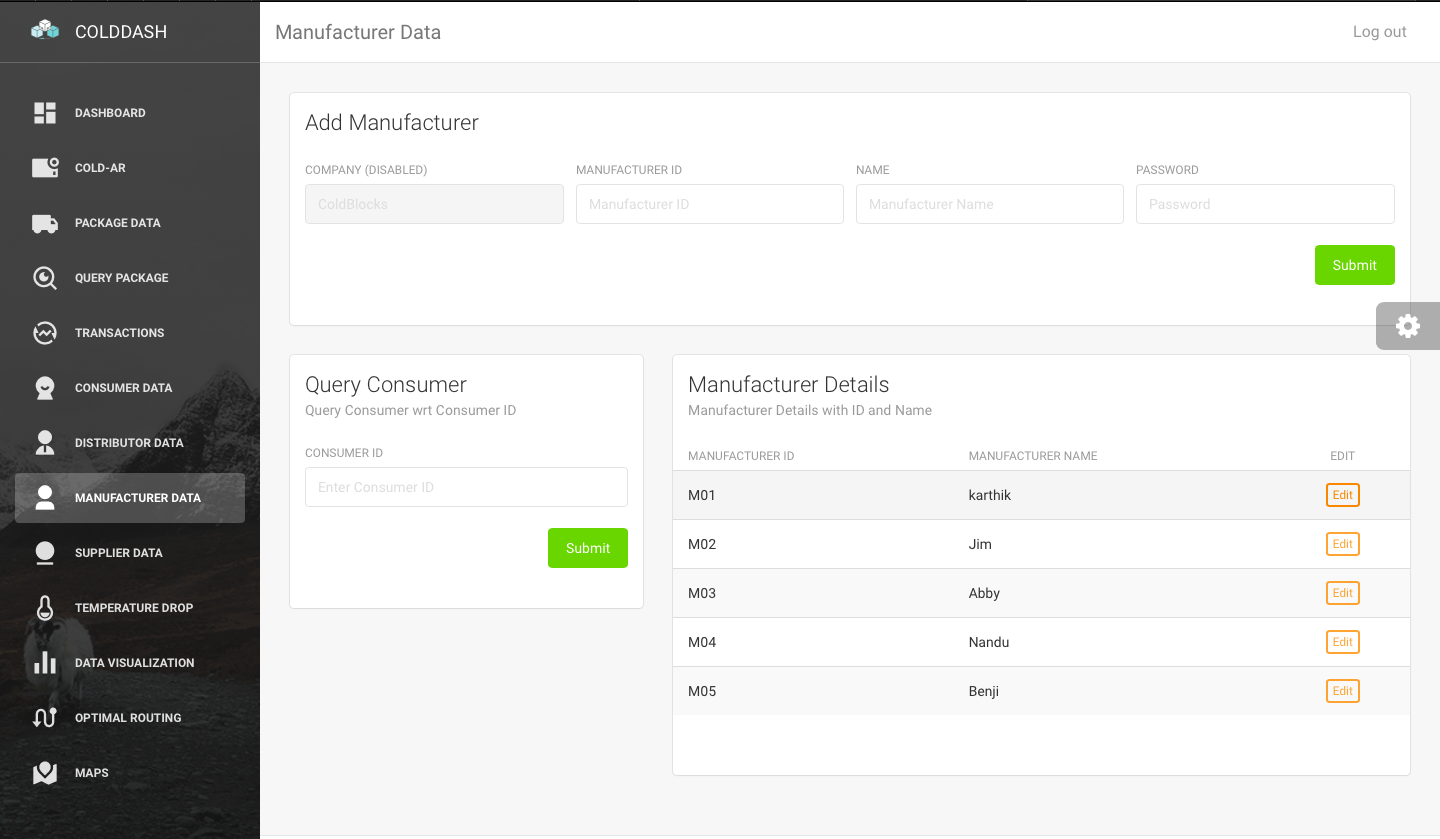 COLDDASH
DASHBOARD
COLD-AR
PACKAGE DATA
QUERY PACKAGE
TRANSACTIONS
CONSUMER DATA
DISTRIBUTOR DATA
MANUFACTURER DATA
SUPPLIER DATA
TEMPERATURE DROP
DATA VISUALIZATION
OPTIMAL ROUTING
MAPS
Manufacturer Data Log out
Add Manufacturer
COMPANY (DISABLED) MANUFACTURER ID NAME PASSWORD
ColdBlocks Manufacturer ID Manufacturer Name Password
Submit
Query Consumer
Query Consumer wrt Consumer ID
CONSUMER ID
Enter Consumer ID
Submit
Manufacturer Details
Manufacturer Details with ID and Name
MANUFACTURER ID MANUFACTURER NAME EDIT
M01 karthik Edit
M02 Jim Edit
M03 Abby Edit
M04 Nandu Edit
M05 Benji Edit